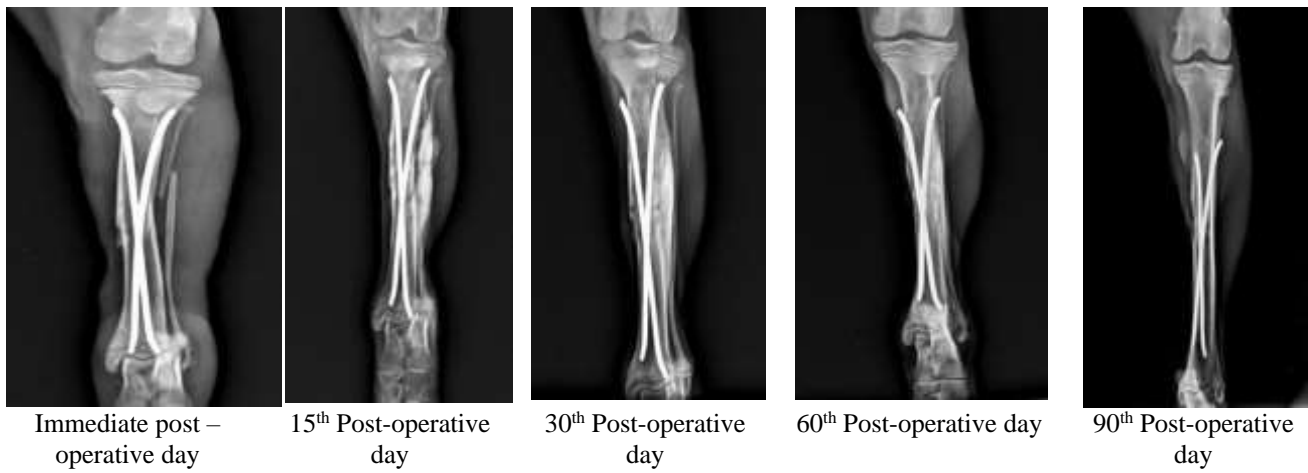 Immediate post –
operative day
15th Post-operative
day
30th Post-operative
day
60th Post-operative day
90th Post-operative
day